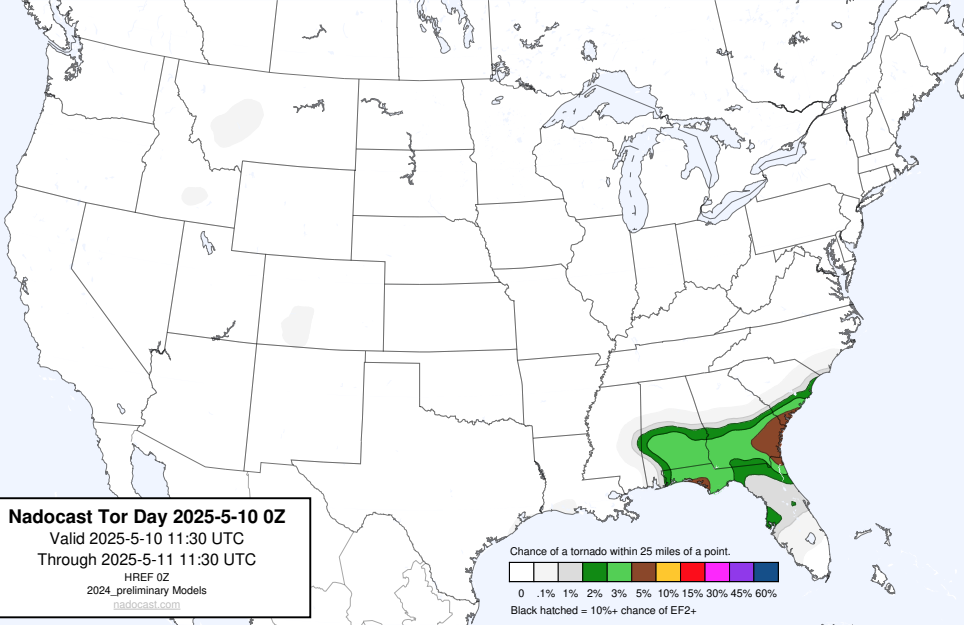 Nadocast Tor Day 2025-5-10 0Z
Valid 2025-5-10 11:30 UTC
Through 2025-5-11 11:30 UTC
HREF 0Z
2024_preliminary Models
nadocast.com
Chance of a tornado within 25 miles of a point.
0 .1% 1% 2% 3% 5% 10% 15% 30% 45% 60%
Black hatched = 10%+ chance of EF2+